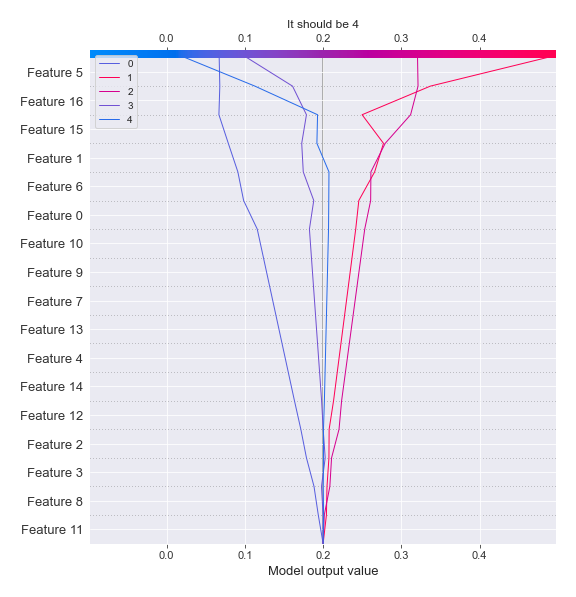 It should be 4
0.0 0.1 0.2 0.3 0.4
0
1
2
3
4
Feature 5
Feature 16
Feature 15
Feature 1
Feature 6
Feature 0
Feature 10
Feature 9
Feature 7
Feature 13
Feature 4
Feature 14
Feature 12
Feature 2
Feature 3
Feature 8
Feature 11
0.0 0.1 0.2 0.3 0.4
Model output value